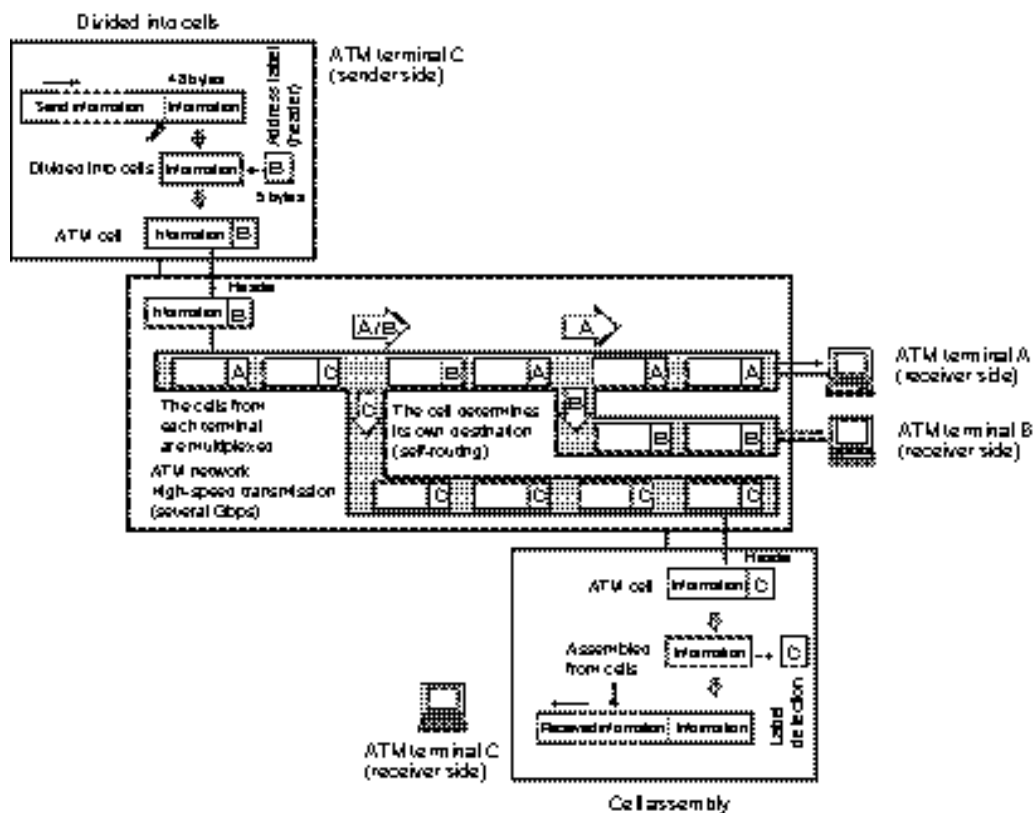 Divided into cells
ATM terminal C
(sender side)
48 bytes
Address label
(header)
Send information
Information
Divided into cells
Information
B
5 bytes
ATM cell
Information
B
Header
Information
B
A/B
A
A
C
B
A
A
A
ATM terminal A
(receiver side)
C
B
The cells from
each terminal
are multiplexed
The cell determines
its own destination
(self-routing)
B
B
ATM terminal B
(receiver side)
ATM network
High-speed transmission
(several Gbps)
C
C
C
C
Header
ATM cell
Information
C
Assembled
from cells
Information
C
Received information
Information
Label
detection
ATM terminal C
(receiver side)
Cell assembly